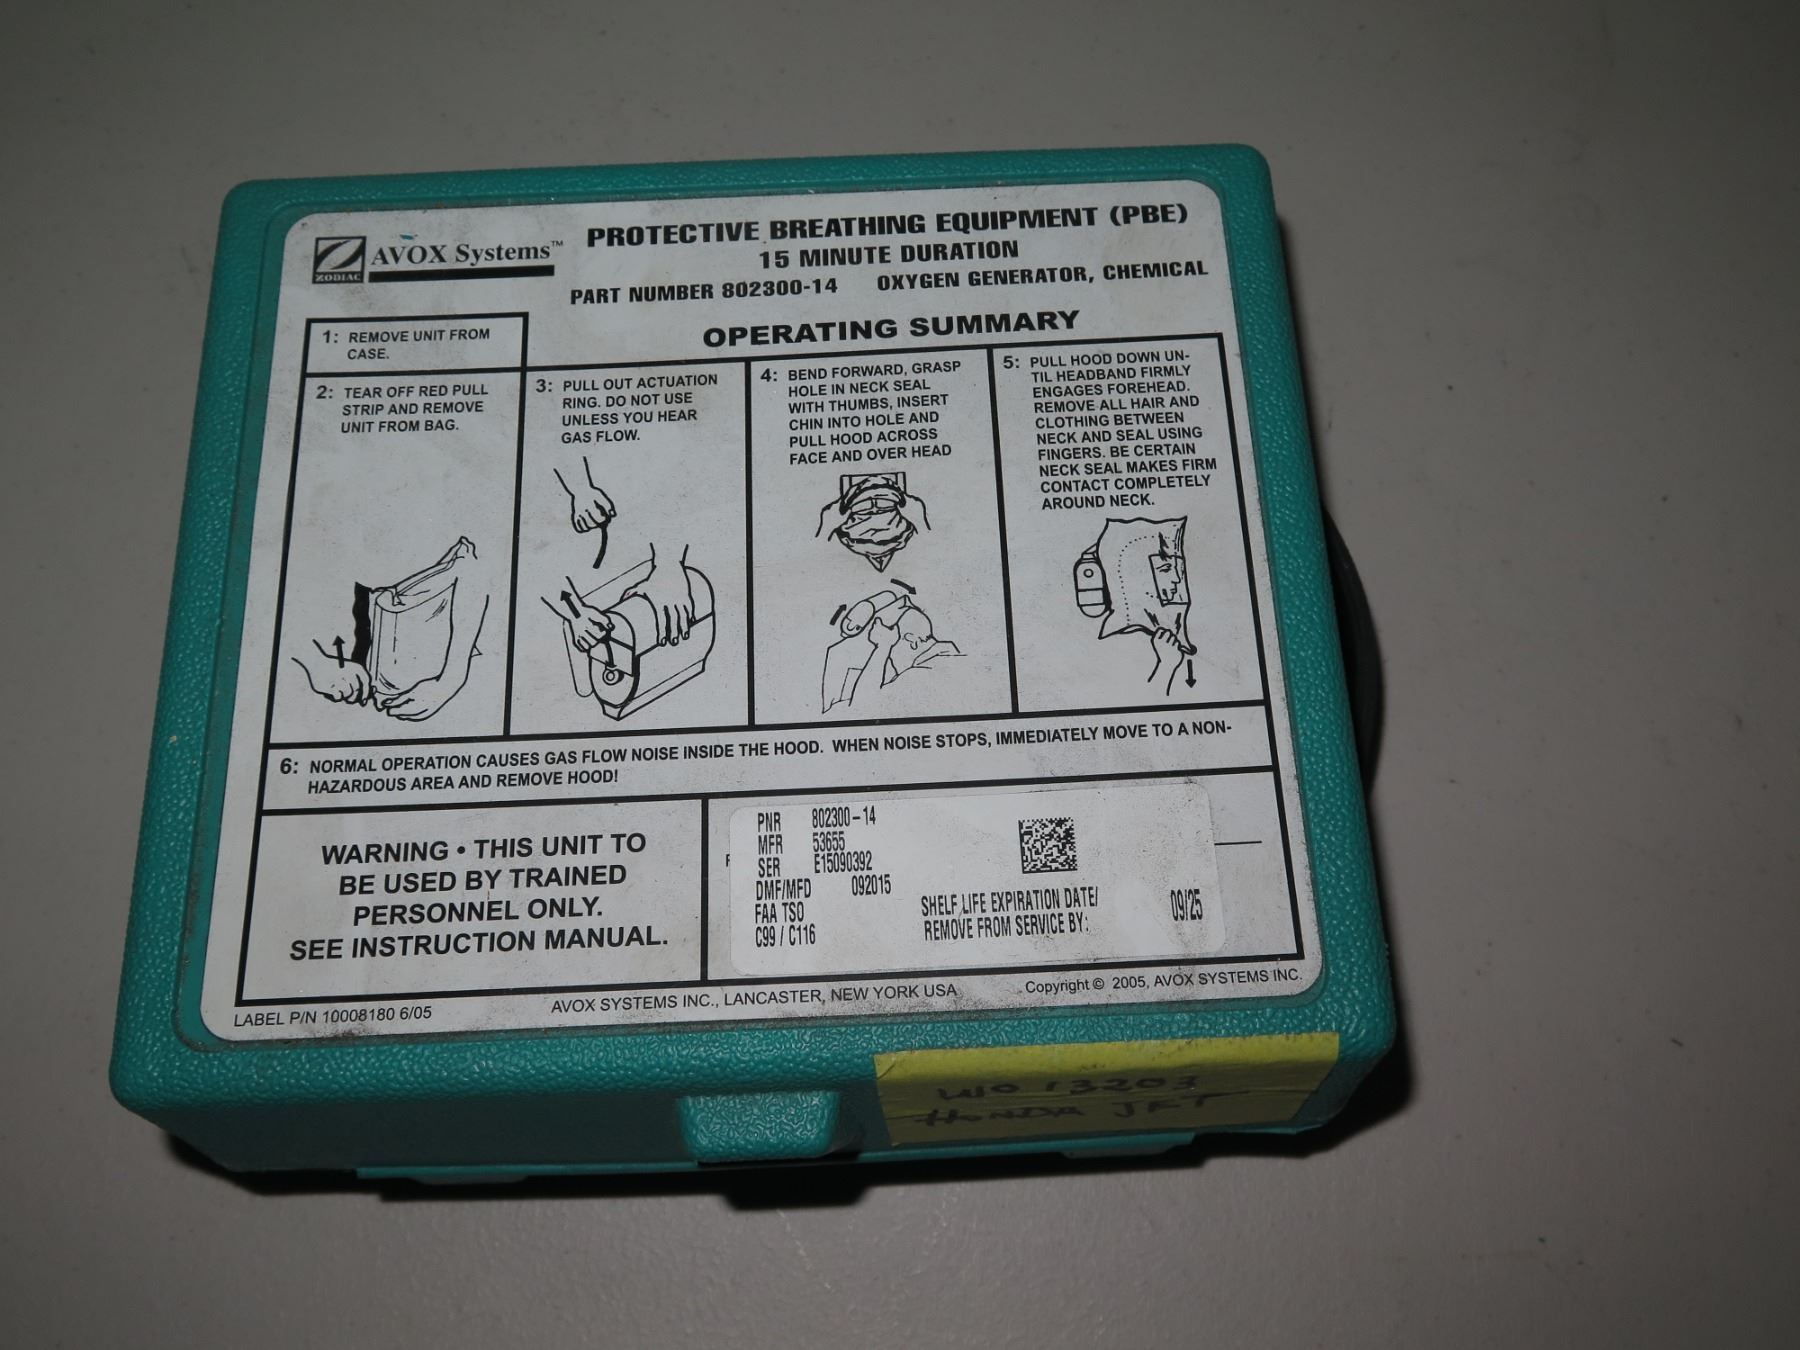 ZODIAC
AVOX Systems™
PROTECTIVE BREATHING EQUIPMENT (PBE)
15 MINUTE DURATION
PART NUMBER 802300-14 OXYGEN GENERATOR, CHEMICAL
OPERATING SUMMARY
1: REMOVE UNIT FROM
CASE.
2: TEAR OFF RED PULL
STRIP AND REMOVE
UNIT FROM BAG.
3: PULL OUT ACTUATION
RING. DO NOT USE
UNLESS YOU HEAR
GAS FLOW.
4: BEND FORWARD, GRASP
HOLE IN NECK SEAL
WITH THUMBS, INSERT
CHIN INTO HOLE AND
PULL HOOD ACROSS
FACE AND OVER HEAD
5: PULL HOOD DOWN UN-
TIL HEADBAND FIRMLY
ENGAGES FOREHEAD.
REMOVE ALL HAIR AND
CLOTHING BETWEEN
NECK AND SEAL USING
FINGERS. BE CERTAIN
NECK SEAL MAKES FIRM
CONTACT COMPLETELY
AROUND NECK.
6: NORMAL OPERATION CAUSES GAS FLOW NOISE INSIDE THE HOOD. WHEN NOISE STOPS, IMMEDIATELY MOVE TO A NON-
HAZARDOUS AREA AND REMOVE HOOD!
WARNING • THIS UNIT TO
BE USED BY TRAINED
PERSONNEL ONLY.
SEE INSTRUCTION MANUAL.
PNR 802300-14
MFR 53655
SER E15090392
DMF/MFD 092015
FAA TSO
C99 / C116
SHELF LIFE EXPIRATION DATE/
REMOVE FROM SERVICE BY:
09/25
LABEL P/N 10008180 6/05
AVOX SYSTEMS INC., LANCASTER, NEW YORK USA
Copyright © 2005, AVOX SYSTEMS INC.
WO 13203
HONDA JET